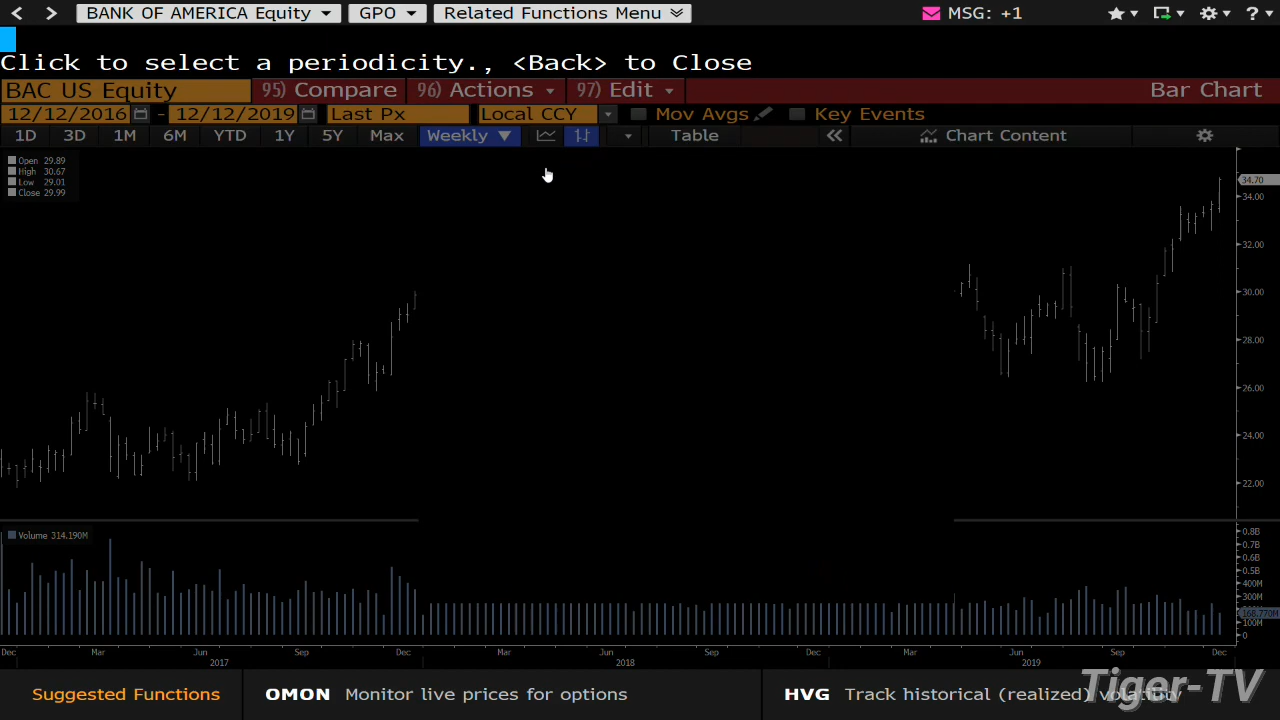 BANK OF AMERICA Equity GPO Related Functions Menu MSG: +1 ?
Click to select a periodicity., <Back> to Close
BAC US Equity 95) Compare 96) Actions 97) Edit Bar Chart
12/12/2016 - 12/12/2019 Last Px Local CCY Mov Avgs Key Events
1D 3D 1M 6M YTD 1Y 5Y Max Weekly Table Chart Content
Open 29.89
High 30.67
Low 29.01
Close 29.99
34.70
34.00
32.00
30.00
28.00
26.00
24.00
22.00
Volume 314.190M
0.8B
0.7B
0.6B
0.5B
400M
300M
168.770M
100M
0
Dec Mar Jun Sep Dec Mar Jun Sep Dec Mar Jun Sep Dec
2017 2018 2019
Suggested Functions OMON Monitor live prices for options HVG Track historical (realized) volatility
Tiger-TV